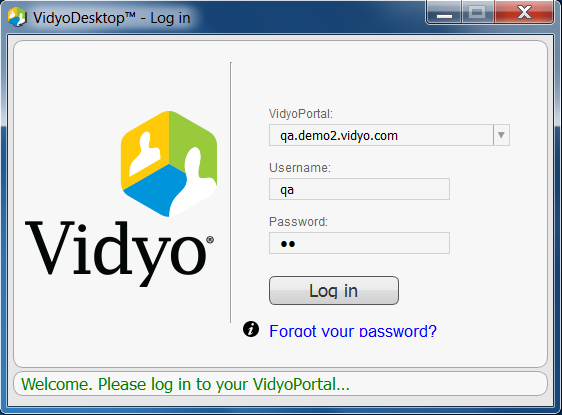 VidyoDesktop™ - Log in
VidyoPortal:
qa.demo2.vidyo.com
Username:
qa
Password:
••
Vidyo®
Log in
Forgot your password?
Welcome. Please log in to your VidyoPortal...